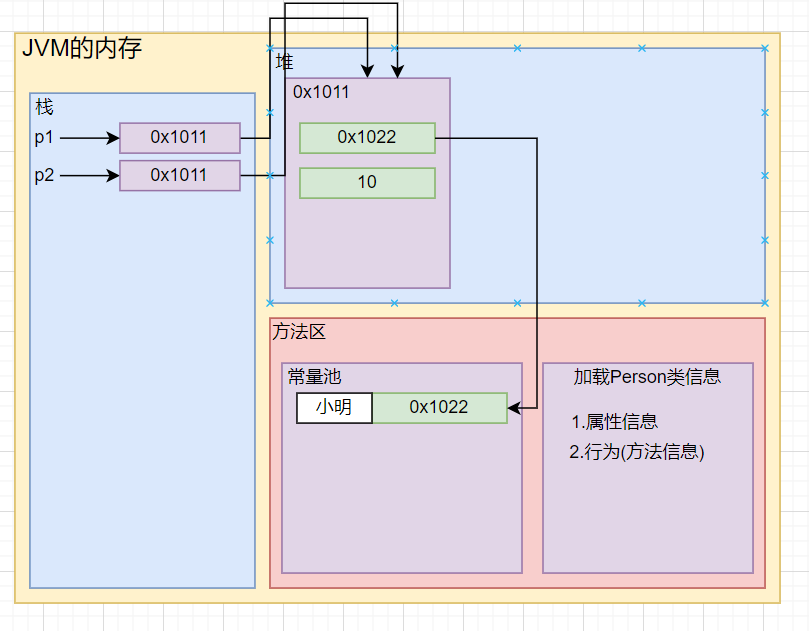 JVM的内存
栈
p1
0x1011
p2
0x1011
堆
0x1011
0x1022
10
方法区
常量池
小明
0x1022
加载Person类信息
1.属性信息
2.行为(方法信息)